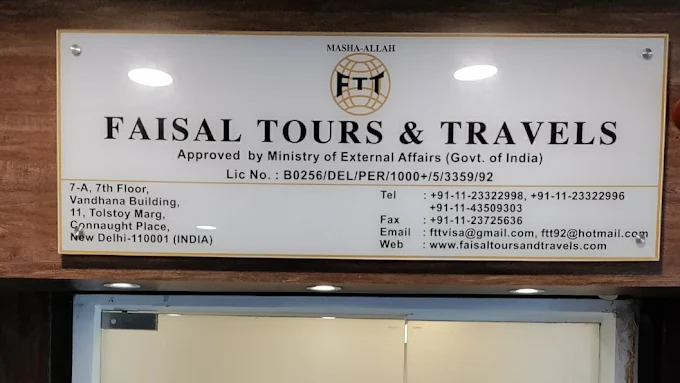 MASHA-ALLAH
FTT
FAISAL TOURS & TRAVELS
Approved by Ministry of External Affairs (Govt. of India)
Lic No. : B0256/DEL/PER/1000+/5/3359/92
7-A, 7th Floor,
Vandhana Building,
11, Tolstoy Marg,
Connaught Place,
New Delhi-110001 (INDIA)
Tel : +91-11-23322998, +91-11-23322996
+91-11-43509303
Fax : +91-11-23725636
Email : fttvisa@gmail.com, ftt92@hotmail.com
Web : www.faisaltoursandtravels.com